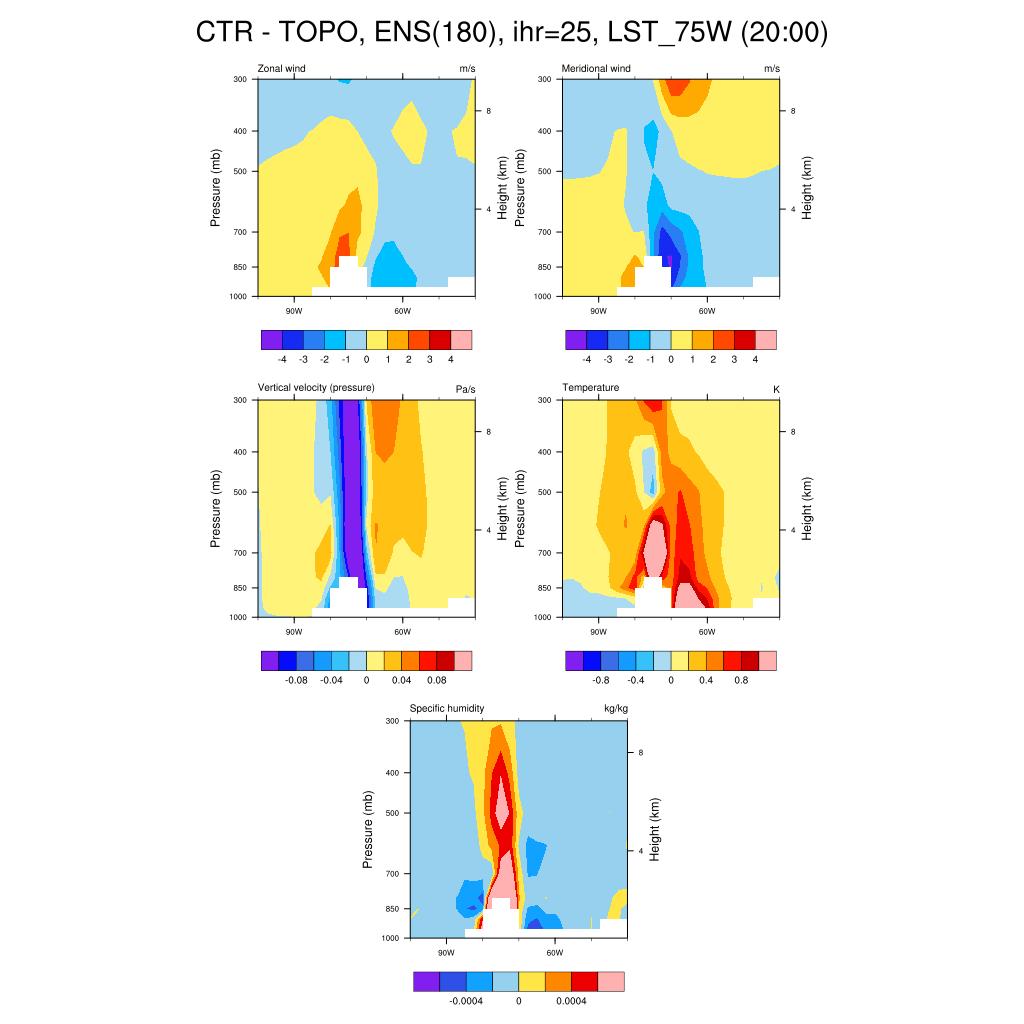 CTR - TOPO, ENS(180), ihr=25, LST_75W (20:00)
Zonal wind m/s
300
400
500
700
850
1000
Pressure (mb)
8
4
Height (km)
90W 60W
-4 -3 -2 -1 0 1 2 3 4
Meridional wind m/s
300
400
500
700
850
1000
Pressure (mb)
8
4
Height (km)
90W 60W
-4 -3 -2 -1 0 1 2 3 4
Vertical velocity (pressure) Pa/s
300
400
500
700
850
1000
Pressure (mb)
8
4
Height (km)
90W 60W
-0.08 -0.04 0 0.04 0.08
Temperature K
300
400
500
700
850
1000
Pressure (mb)
8
4
Height (km)
90W 60W
-0.8 -0.4 0 0.4 0.8
Specific humidity kg/kg
300
400
500
700
850
1000
Pressure (mb)
8
4
Height (km)
90W 60W
-0.0004 0 0.0004